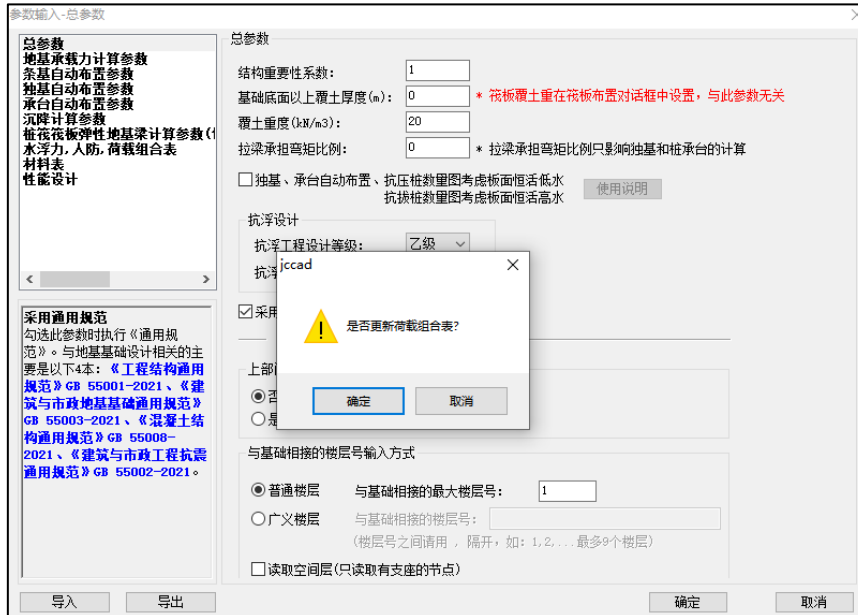 参数输入-总参数
总参数
地基承载力计算参数
条基自动布置参数
独基自动布置参数
承台自动布置参数
沉降计算参数
桩筏筏板弹性地基梁计算参数(
水浮力,人防,荷载组合表
材料表
性能设计
采用通用规范
勾选此参数时执行《通用规
范》。与地基基础设计相关的主
要是以下4本：《工程结构通用
规范》GB 55001-2021、《建
筑与市政地基基础通用规范》
GB 55003-2021、《混凝土结
构通用规范》GB 55008-
2021、《建筑与市政工程抗震
通用规范》GB 55002-2021。
导入
导出
总参数
结构重要性系数: 1
基础底面以上覆土厚度(m): 0 * 筏板覆土重在筏板布置对话框中设置，与此参数无关
覆土重度(kN/m3): 20
拉梁承担弯矩比例: 0 * 拉梁承担弯矩比例只影响独基和桩承台的计算
独基、承台自动布置、抗压桩数量图考虑板面恒活低水
抗拔桩数量图考虑板面恒活高水
使用说明
抗浮设计
抗浮工程设计等级: 乙级
抗浮
采用
上部
否
是
jccad
是否更新荷载组合表?
确定
取消
与基础相接的楼层号输入方式
普通楼层 与基础相接的最大楼层号: 1
广义楼层 与基础相接的楼层号:
(楼层号之间请用 , 隔开，如: 1,2,...最多9个楼层)
读取空间层(只读取有支座的节点)
确定
取消